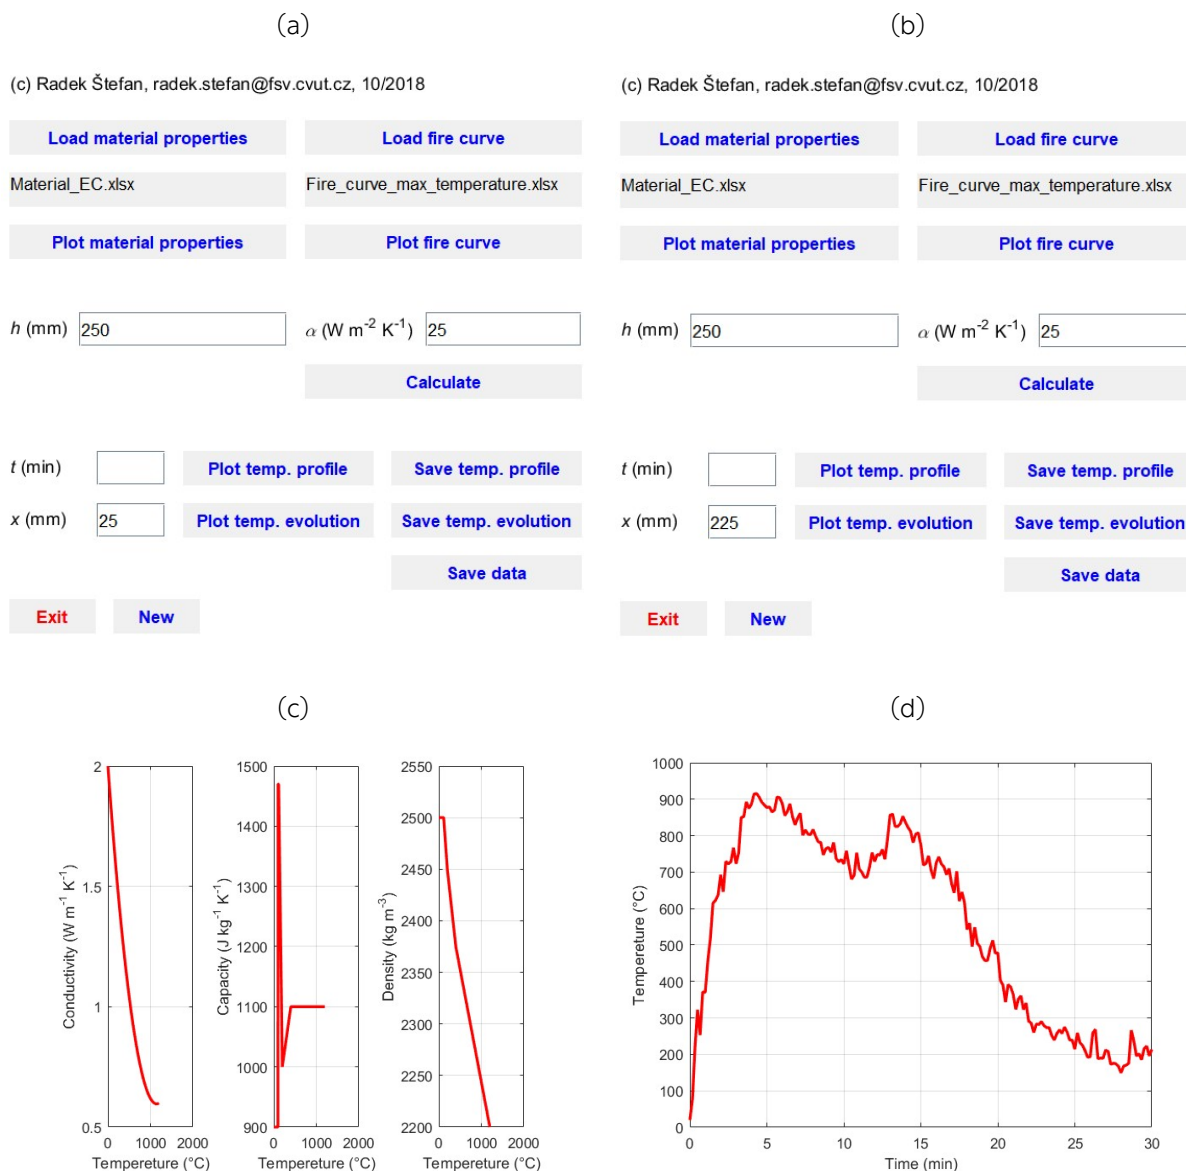 (a)
(c) Radek Štefan, radek.stefan@fsv.cvut.cz, 10/2018
Load material properties
Load fire curve
Material_EC.xlsx
Fire_curve_max_temperature.xlsx
Plot material properties
Plot fire curve
h (mm)
250
α (W m-2 K-1)
25
Calculate
t (min)
Plot temp. profile
Save temp. profile
x (mm)
25
Plot temp. evolution
Save temp. evolution
Save data
Exit
New
(b)
(c) Radek Štefan, radek.stefan@fsv.cvut.cz, 10/2018
Load material properties
Load fire curve
Material_EC.xlsx
Fire_curve_max_temperature.xlsx
Plot material properties
Plot fire curve
h (mm)
250
α (W m-2 K-1)
25
Calculate
t (min)
Plot temp. profile
Save temp. profile
x (mm)
225
Plot temp. evolution
Save temp. evolution
Save data
Exit
New
(c)
Conductivity (W m-1 K-1)
2
1.5
1
0.5
0
1000
2000
Tempereture (°C)
Capacity (J kg-1 K-1)
1500
1400
1300
1200
1100
1000
900
0
1000
2000
Tempereture (°C)
Density (kg m-3)
2550
2500
2450
2400
2350
2300
2250
2200
0
1000
2000
Tempereture (°C)
(d)
Tempereture (°C)
1000
900
800
700
600
500
400
300
200
100
0
0
5
10
15
20
25
30
Time (min)